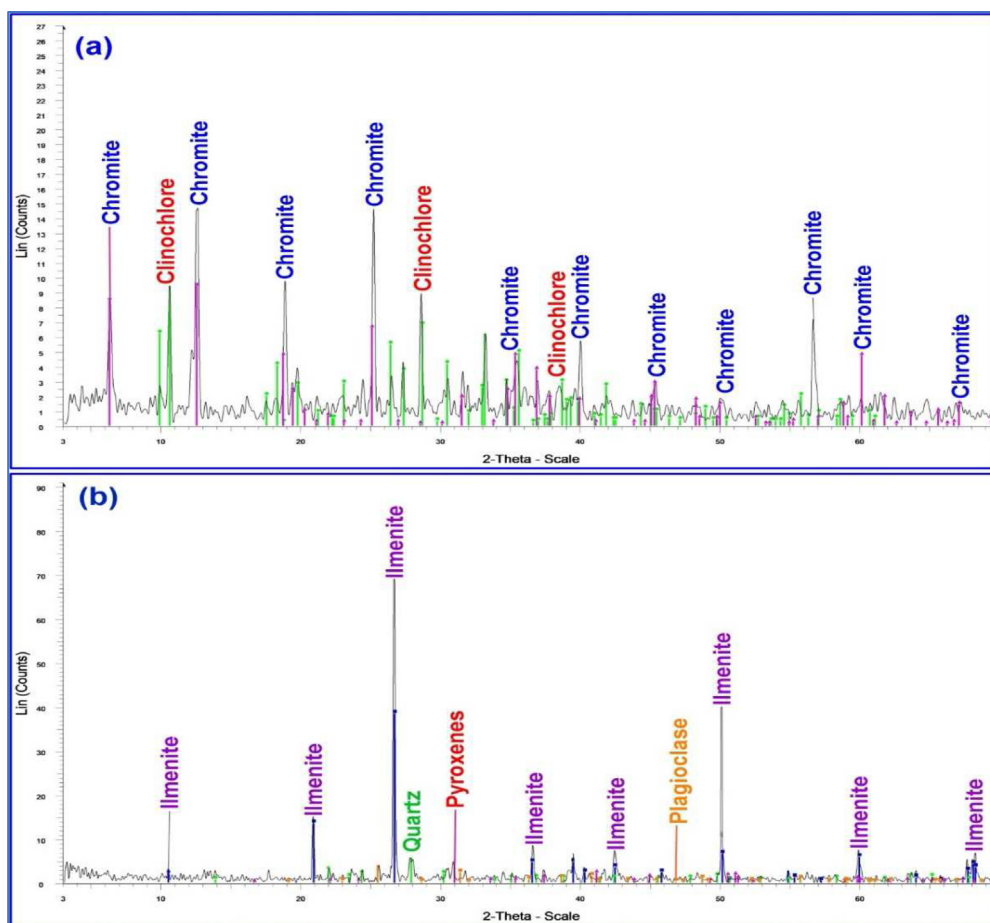 (a)
27
26
25
24
23
22
21
20
19
18
17
16
15
14
13
12
11
10
9
8
7
6
5
4
3
2
1
0
Lin (Counts)
Chromite
Clinochlore
Chromite
Chromite
Chromite
Clinochlore
Chromite
Clinochlore
Chromite
Chromite
Chromite
Chromite
Chromite
Chromite
3 10 20 30 40 50 60
2-Theta - Scale
(b)
90
80
70
60
50
40
30
20
10
0
Lin (Counts)
Ilmenite
Ilmenite
Ilmenite
Quartz
Pyroxenes
Ilmenite
Ilmenite
Plagioclase
Ilmenite
Ilmenite
Ilmenite
3 10 20 30 40 50 60
2-Theta - Scale